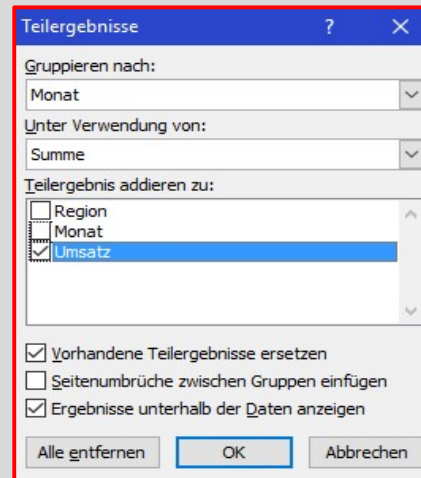 Teilergebnisse ? ×
Gruppieren nach:
Monat
Unter Verwendung von:
Summe
Teilergebnis addieren zu:
Region
Monat
Umsatz
Vorhandene Teilergebnisse ersetzen
Seitenumbrüche zwischen Gruppen einfügen
Ergebnisse unterhalb der Daten anzeigen
Alle entfernen OK Abbrechen